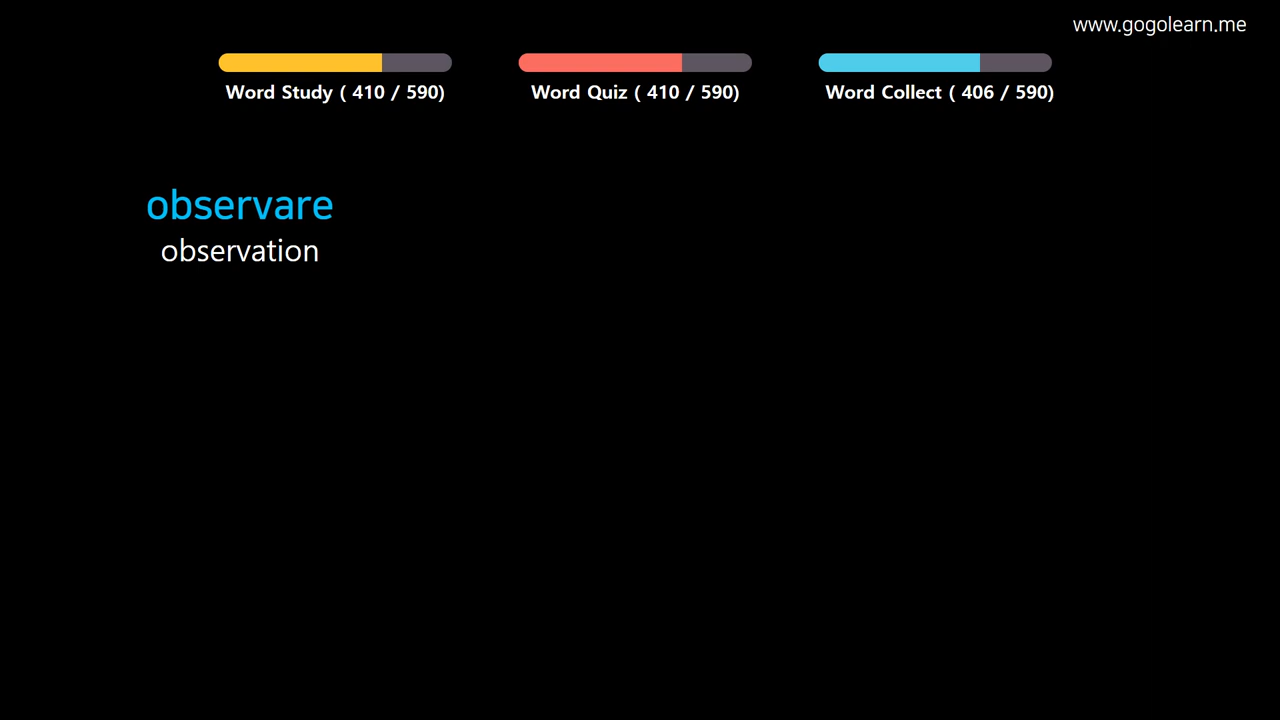 www.gogolearn.me
Word Study ( 410 / 590)
Word Quiz ( 410 / 590)
Word Collect ( 406 / 590)
observare
observation